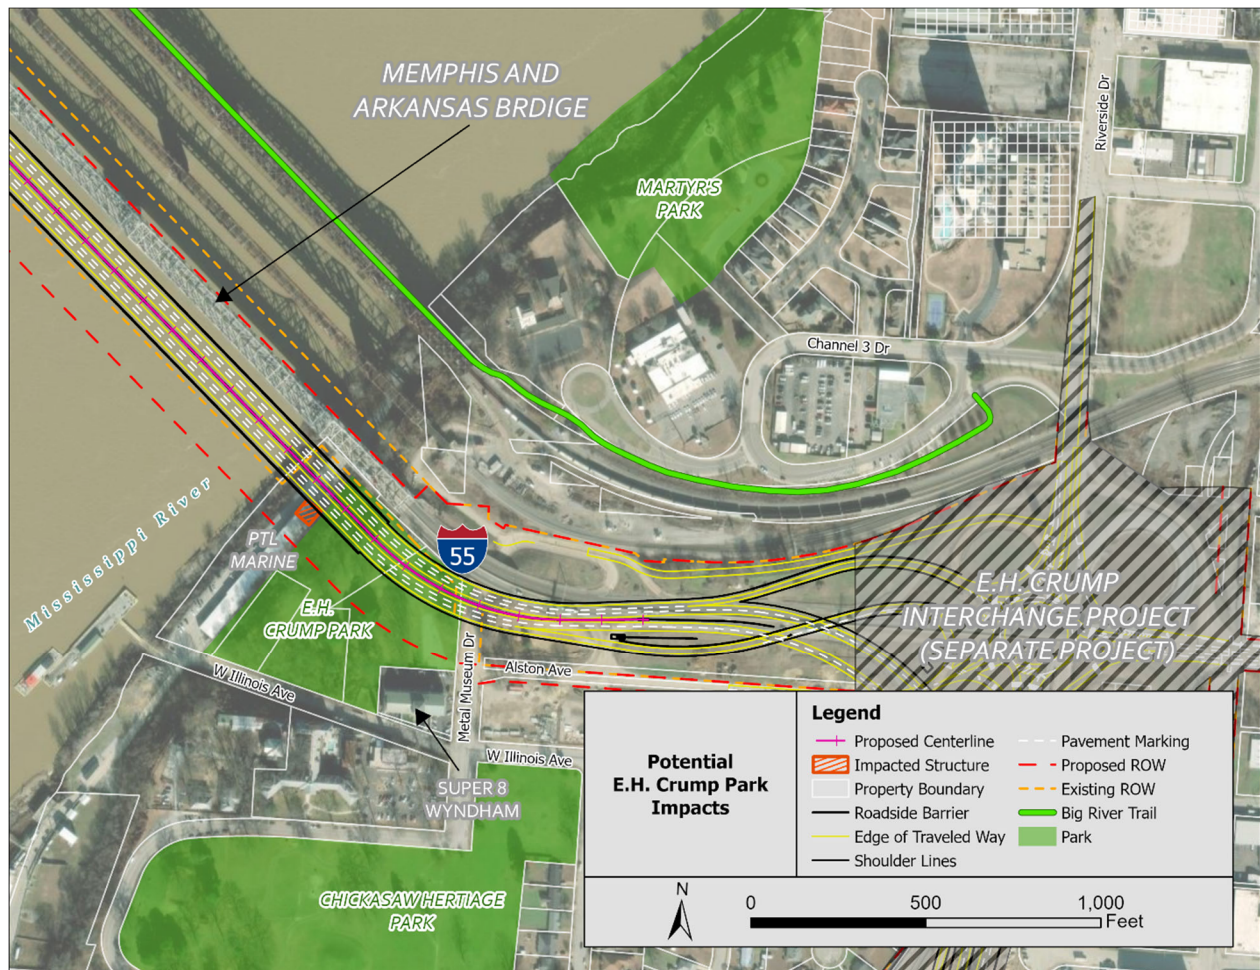 MEMPHIS AND
ARKANSAS BRDIGE
Riverside Dr
MARTYR'S
PARK
Channel 3 Dr
Mississippi River
PTL
MARINE
55
E.H.
CRUMP PARK
E.H. CRUMP
INTERCHANGE PROJECT
(SEPARATE PROJECT)
W Illinois Ave
Metal Museum Dr
Alston Ave
W Illinois Ave
SUPER 8
WYNDHAM
CHICKASAW HERTIAGE
PARK
Potential
E.H. Crump Park
Impacts
Legend
Proposed Centerline
Impacted Structure
Property Boundary
Roadside Barrier
Edge of Traveled Way
Shoulder Lines
Pavement Marking
Proposed ROW
Existing ROW
Big River Trail
Park
N
0 500 1,000
Feet